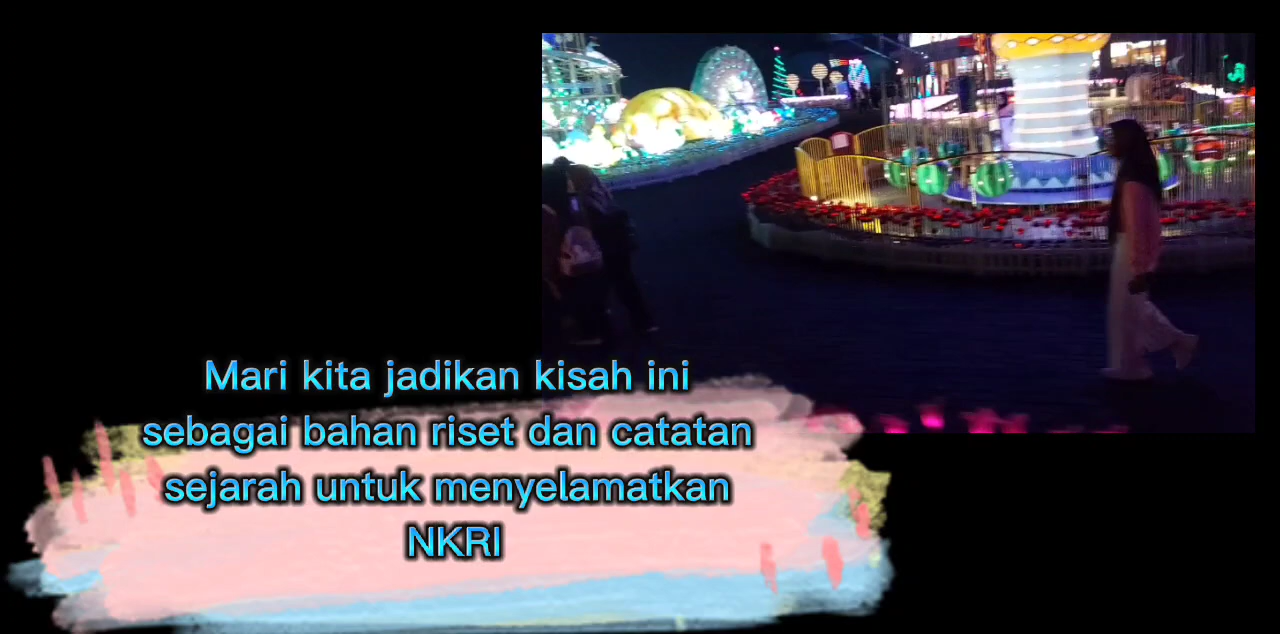 Mari kita jadikan kisah ini
sebagai bahan riset dan catatan
sejarah untuk menyelamatkan
NKRI